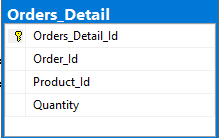 Orders_Detail
Orders_Detail_Id
Order_Id
Product_Id
Quantity